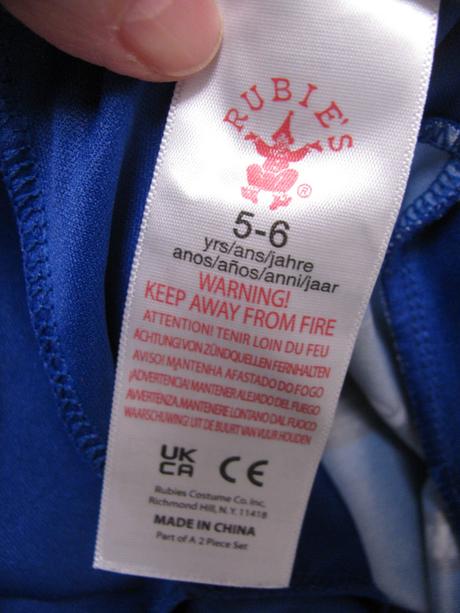 RUBIE'S
®
5-6
yrs/ans/jahre
anos/años/anni/jaar
WARNING!
KEEP AWAY FROM FIRE
ATTENTION! TENIR LOIN DU FEU
ACHTUNG! VON ZÜNDQUELLEN FERNHALTEN
AVISO! MANTENHA AFASTADO DO FOGO
¡ADVERTENCIA! MANTENER ALEJADO DEL FUEGO
AVVERTENZA. MANTENERE LONTANO DAL FUOCO
WAARSCHUWING! UIT DE BUURT VAN VUUR HOUDEN
UK CE
CA
Rubies Costume Co. Inc.
Richmond Hill, N.Y. 11418
MADE IN CHINA
Part of A 2 Piece Set